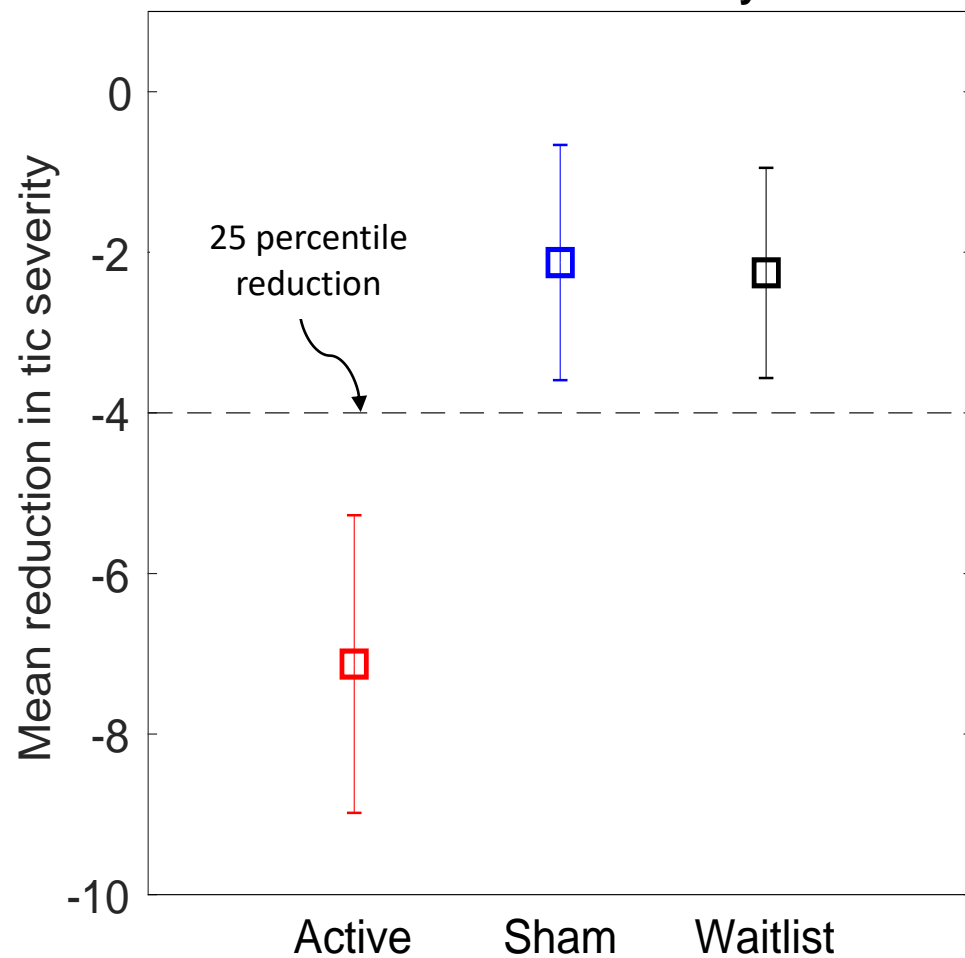 0
-2
-4
-6
-8
-10
Mean reduction in tic severity
25 percentile
reduction
Active Sham Waitlist